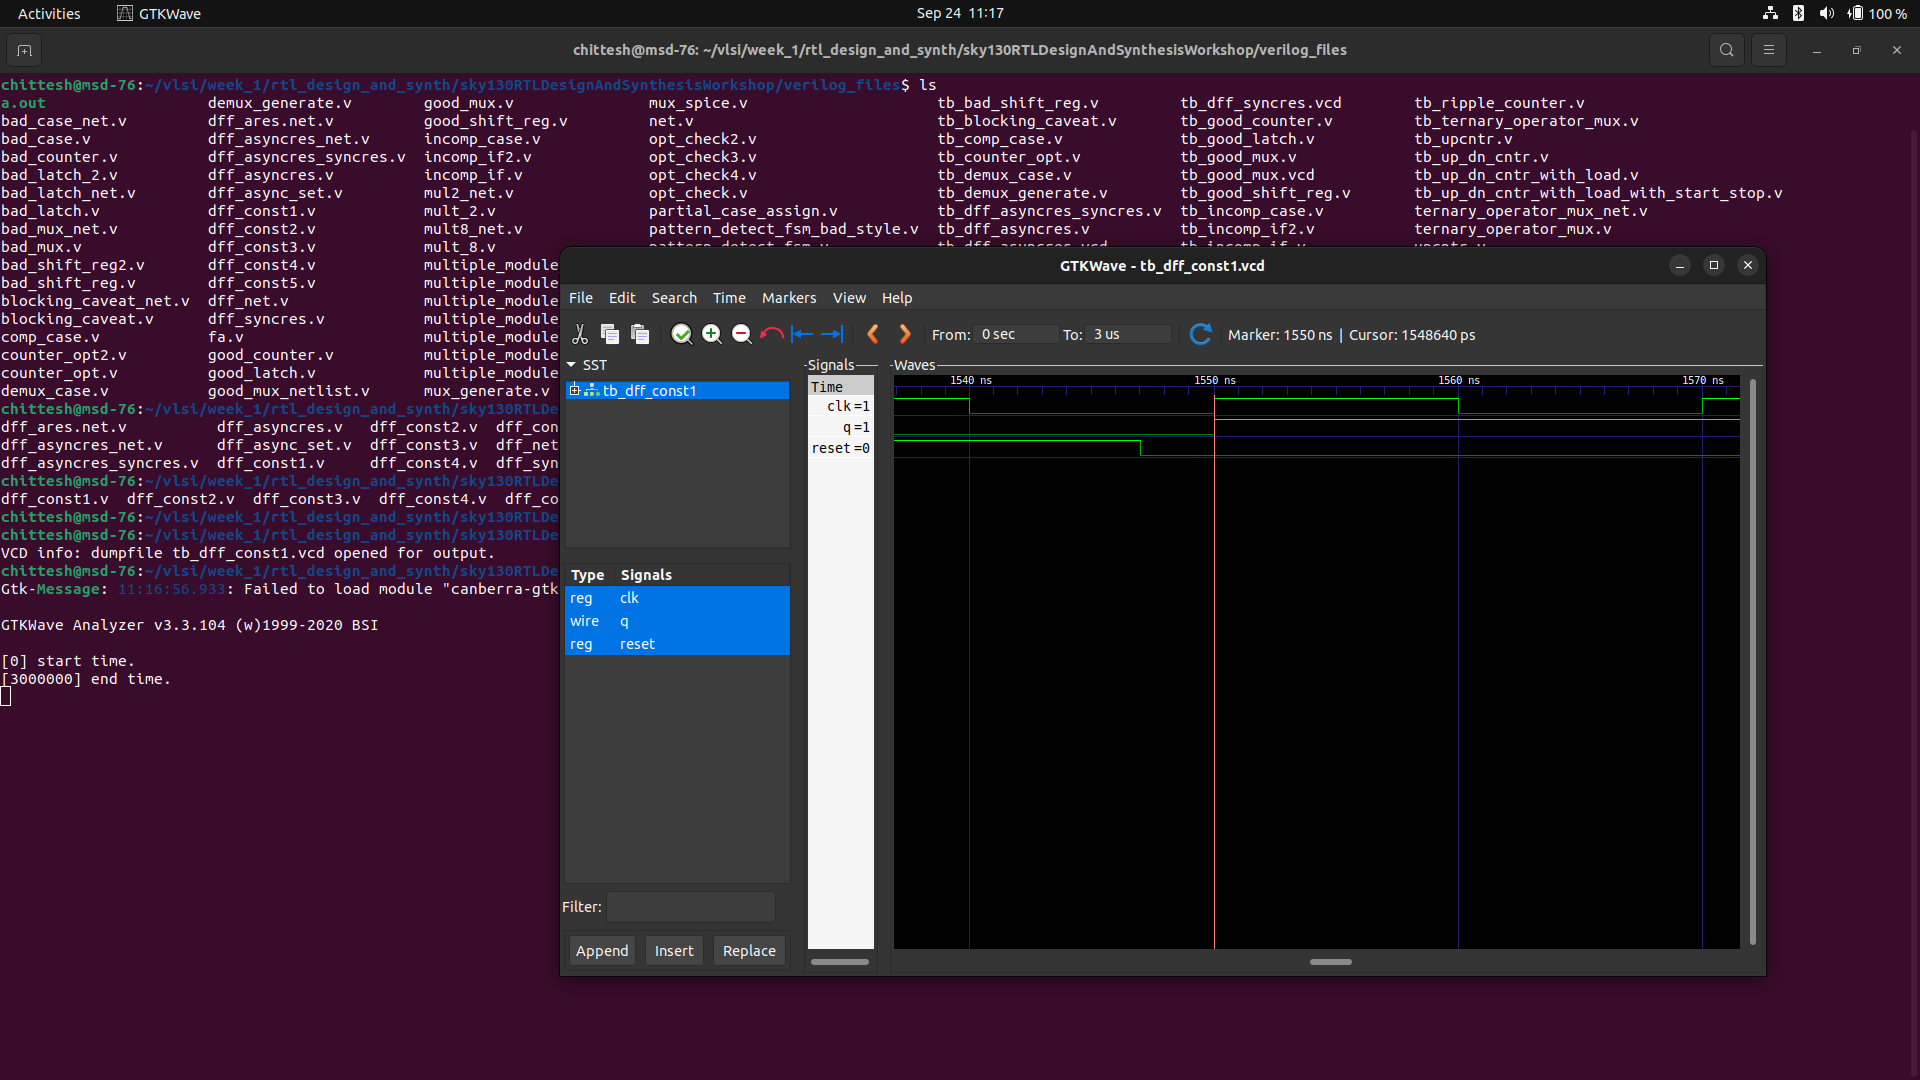 Activities GTKWave Sep 24 11:17 100 %
chittesh@msd-76: ~/vlsi/week_1/rtl_design_and_synth/sky130RTLDesignAndSynthesisWorkshop/verilog_files
chittesh@msd-76:~/vlsi/week_1/rtl_design_and_synth/sky130RTLDesignAndSynthesisWorkshop/verilog_files$ ls
a.out demux_generate.v good_mux.v mux_spice.v tb_bad_shift_reg.v tb_dff_syncres.vcd tb_ripple_counter.v
bad_case_net.v dff_ares.net.v good_shift_reg.v net.v tb_blocking_caveat.v tb_good_counter.v tb_ternary_operator_mux.v
bad_case.v dff_asyncres_net.v incomp_case.v opt_check2.v tb_comp_case.v tb_good_latch.v tb_upcntr.v
bad_counter.v dff_asyncres_syncres.v incomp_if2.v opt_check3.v tb_counter_opt.v tb_good_mux.v tb_up_dn_cntr.v
bad_latch_2.v dff_asyncres.v incomp_if.v opt_check4.v tb_demux_case.v tb_good_mux.vcd tb_up_dn_cntr_with_load.v
bad_latch_net.v dff_async_set.v mul2_net.v opt_check.v tb_demux_generate.v tb_good_shift_reg.v tb_up_dn_cntr_with_load_with_start_stop.v
bad_latch.v dff_const1.v mult_2.v partial_case_assign.v tb_dff_asyncres_syncres.v tb_incomp_case.v ternary_operator_mux_net.v
bad_mux_net.v dff_const2.v mult8_net.v pattern_detect_fsm_bad_style.v tb_dff_asyncres.v tb_incomp_if2.v ternary_operator_mux.v
bad_mux.v dff_const3.v mult_8.v pattern_detect_fsm.v tb_dff_asyncres.vcd tb_incomp_if.v upcntr.v
bad_shift_reg2.v dff_const4.v multiple_module
bad_shift_reg.v dff_const5.v multiple_module
blocking_caveat_net.v dff_net.v multiple_module
blocking_caveat.v dff_syncres.v multiple_module
comp_case.v fa.v multiple_module
counter_opt2.v good_counter.v multiple_module
counter_opt.v good_latch.v multiple_module
demux_case.v good_mux_netlist.v mux_generate.v
chittesh@msd-76:~/vlsi/week_1/rtl_design_and_synth/sky130RTLDe
dff_ares.net.v dff_asyncres.v dff_const2.v dff_con
dff_asyncres_net.v dff_async_set.v dff_const3.v dff_net
dff_asyncres_syncres.v dff_const1.v dff_const4.v dff_syn
chittesh@msd-76:~/vlsi/week_1/rtl_design_and_synth/sky130RTLDe
dff_const1.v dff_const2.v dff_const3.v dff_const4.v dff_co
chittesh@msd-76:~/vlsi/week_1/rtl_design_and_synth/sky130RTLDe
chittesh@msd-76:~/vlsi/week_1/rtl_design_and_synth/sky130RTLDe
VCD info: dumpfile tb_dff_const1.vcd opened for output.
chittesh@msd-76:~/vlsi/week_1/rtl_design_and_synth/sky130RTLDe
Gtk-Message: 11:16:56.933: Failed to load module "canberra-gtk
GTKWave Analyzer v3.3.104 (w)1999-2020 BSI
[0] start time.
[3000000] end time.
GTKWave - tb_dff_const1.vcd
File Edit Search Time Markers View Help
From: 0 sec To: 3 us Marker: 1550 ns | Cursor: 1548640 ps
SST
tb_dff_const1
Type Signals
reg clk
wire q
reg reset
Filter:
Append Insert Replace
Signals
Time
clk =1
q =1
reset =0
Waves
1540 ns 1550 ns 1560 ns 1570 ns